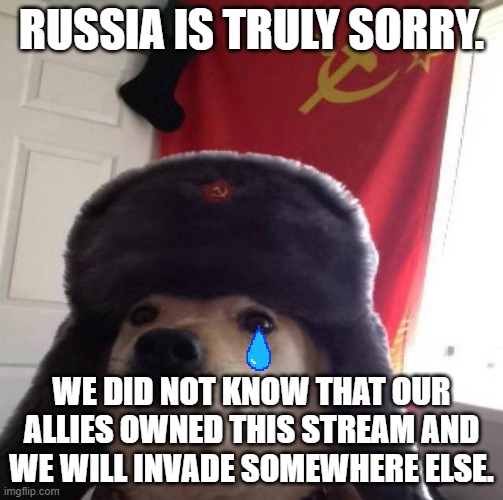 RUSSIA IS TRULY SORRY.
WE DID NOT KNOW THAT OUR
ALLIES OWNED THIS STREAM AND
WE WILL INVADE SOMEWHERE ELSE.
imgflip.com